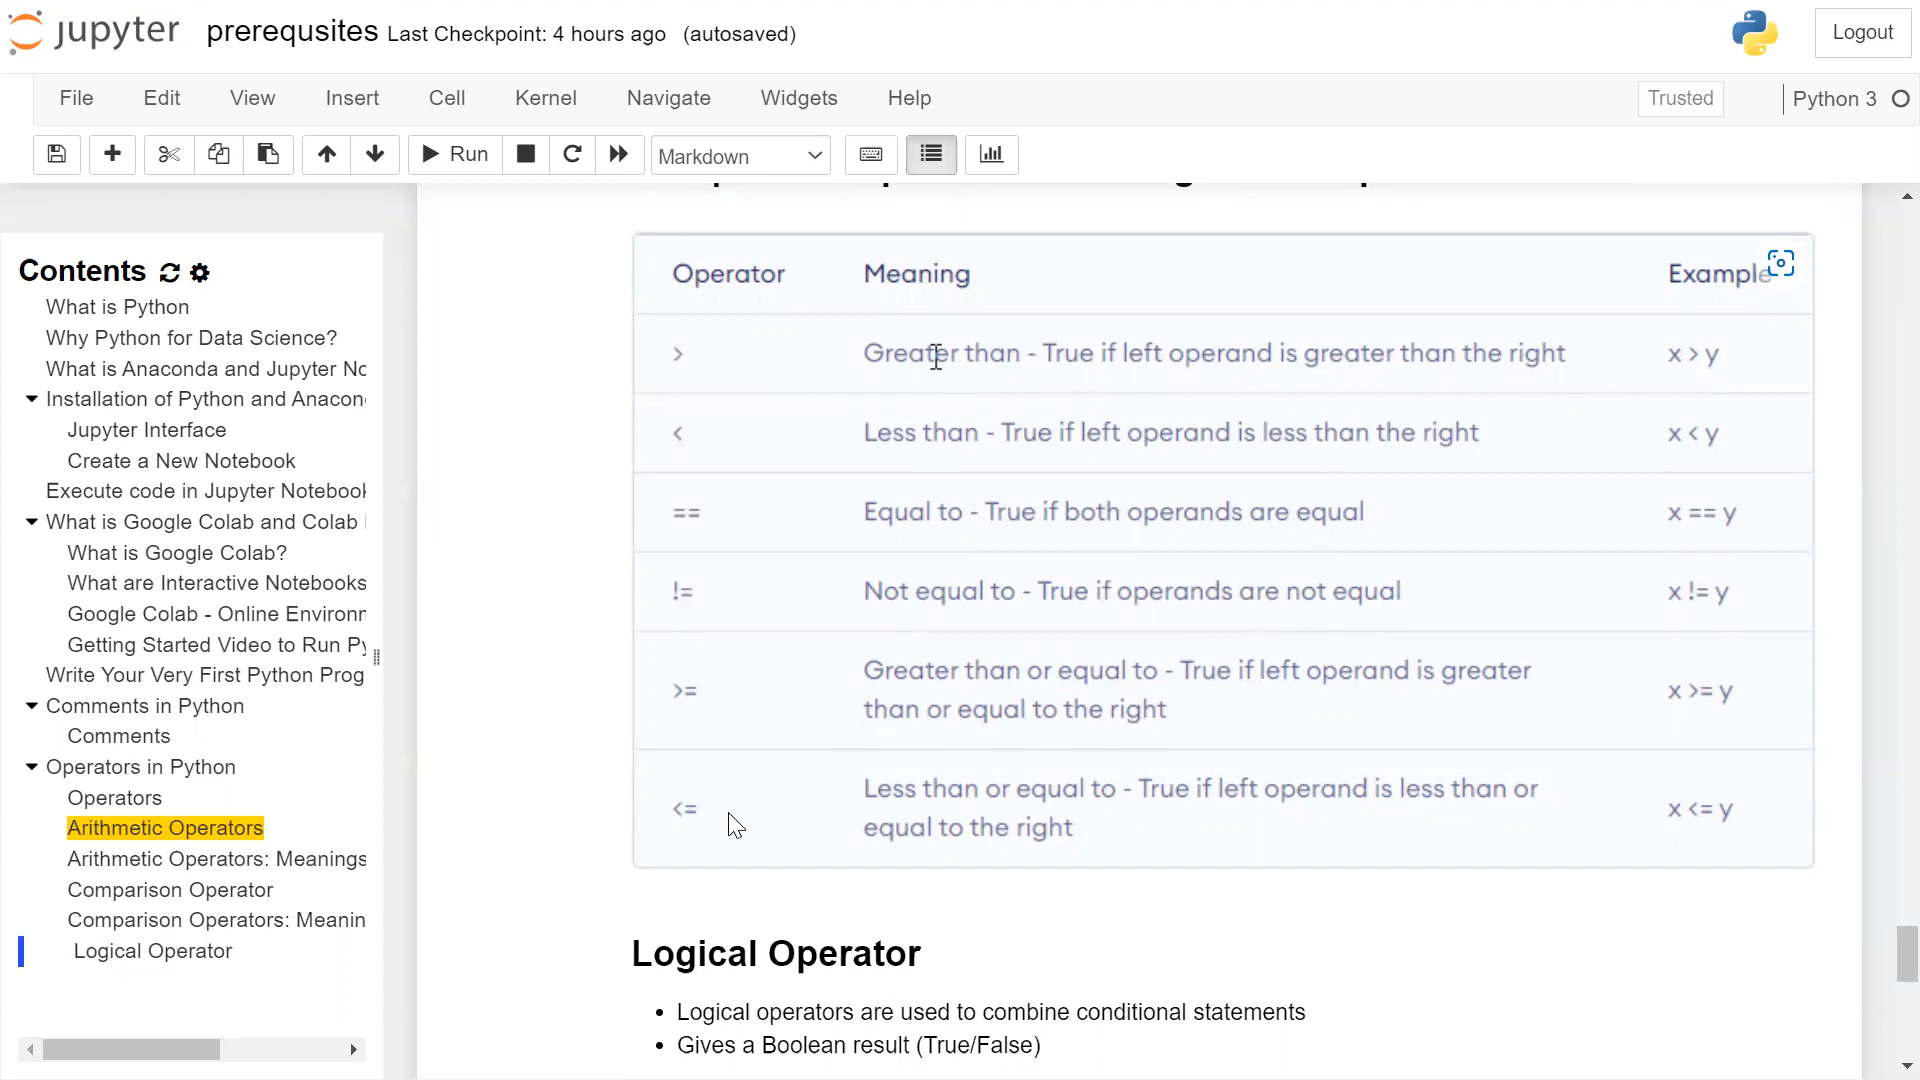 jupyter prerequsites Last Checkpoint: 4 hours ago (autosaved)
Logout
File Edit View Insert Cell Kernel Navigate Widgets Help
Trusted
Python 3
Run
Markdown
Contents
What is Python
Why Python for Data Science?
What is Anaconda and Jupyter
Installation of Python and
Jupyter Interface
Create a New Notebook
Execute code in Jupyter
What is Google Colab and Colab
What is Google Colab?
What are Interactive Notebooks
Google Colab - Online
Getting Started Video to Run
Write Your Very First Python
Comments in Python
Comments
Operators in Python
Operators
Arithmetic Operators
Arithmetic Operators: Meanings
Comparison Operator
Comparison Operators:
Logical Operator
Operator Meaning Example
> Greater than - True if left operand is greater than the right x > y
< Less than - True if left operand is less than the right x < y
== Equal to - True if both operands are equal x == y
!= Not equal to - True if operands are not equal x != y
>= Greater than or equal to - True if left operand is greater
than or equal to the right x >= y
<= Less than or equal to - True if left operand is less than or
equal to the right x <= y
Logical Operator
• Logical operators are used to combine conditional statements
• Gives a Boolean result (True/False)